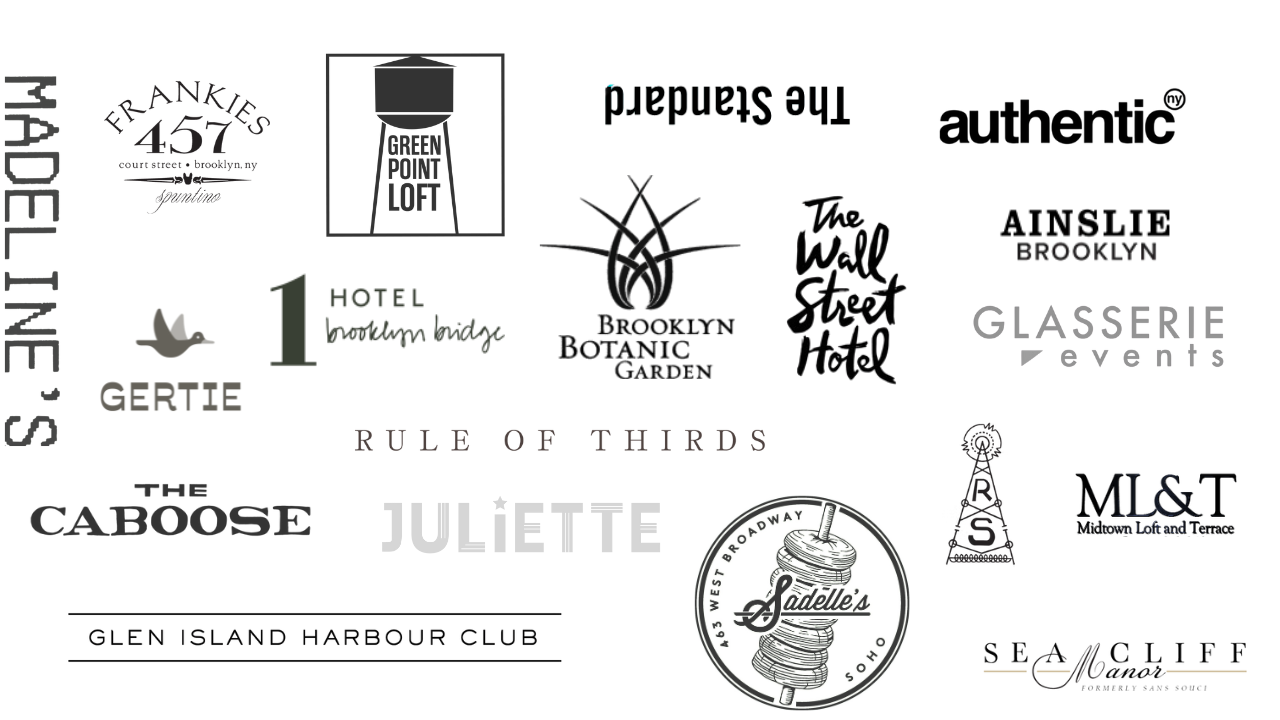 MADELINE'S
FRANKIES
457
court street • brooklyn, ny
spuntino
GREEN
POINT
LOFT
The Standard
authentic ny
BROOKLYN
BOTANIC
GARDEN
The
Wall
Street
Hotel
AINSLIE
BROOKLYN
1 HOTEL
brooklyn bridge
GERTIE
GLASSERIE
events
RULE OF THIRDS
THE
CABOOSE
JULiETTE
R
S
ML&T
Midtown Loft and Terrace
463 WEST BROADWAY
Sadelle's
SOHO
GLEN ISLAND HARBOUR CLUB
SEA CLIFF
Manor
FORMERLY SANS SOUCI